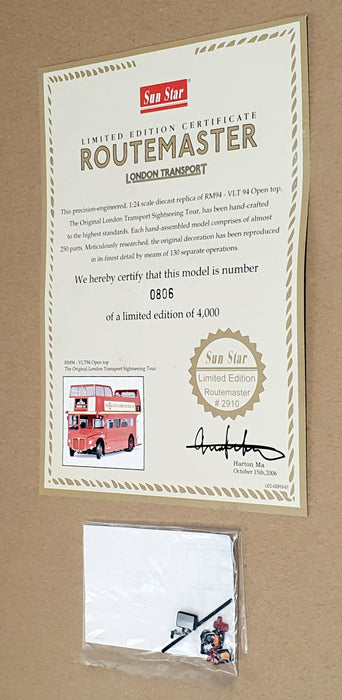 Sun Star
LIMITED EDITION CERTIFICATE
ROUTEMASTER
LONDON TRANSPORT
This precision-engineered, 1:24 scale diecast replica of RM94 - VLT 94 Open top,
The Original London Transport Sightseeing Tour, has been hand-crafted
to the highest standards. Each hand-assembled model comprises of almost
250 parts. Meticulously researched, the original decoration has been reproduced
in its finest detail by means of 130 separate operations.
We hereby certify that this model is number
0806
of a limited edition of 4,000
RM94 - VLT94 Open top
The Original London Transport Sightseeing Tour
Sun Star
Limited Edition
Routemaster
# 2910
Harton Ma
October 15th, 2006
LEC-02910-01